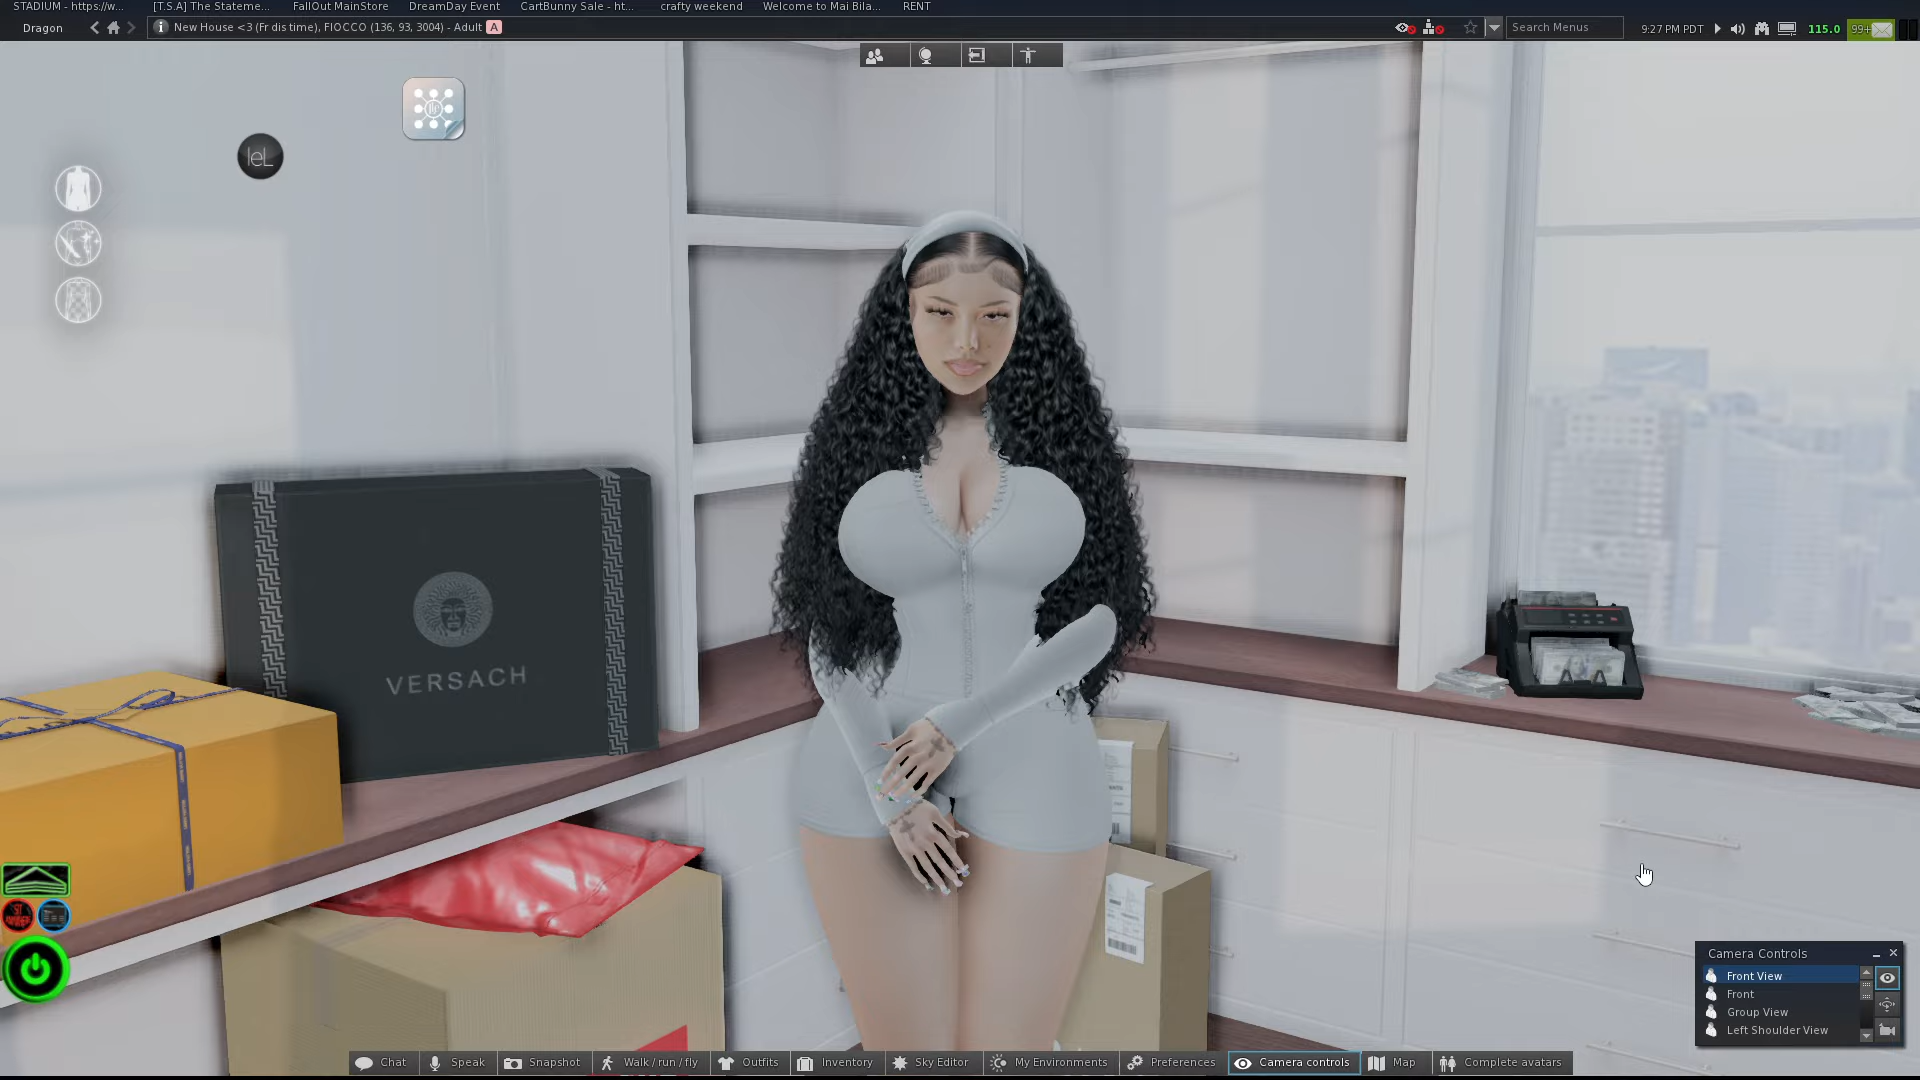 STADIUM - https://w...
[T.S.A] The Stateme...
FallOut MainStore
DreamDay Event
CartBunny Sale - ht...
crafty weekend
Welcome to Mai Bila...
RENT
Dragon
New House <3 (Fr dis time), FIOCCO (136, 93, 3004) - Adult A
Search Menus
9:27 PM PDT
115.0
99+
leL
VERSACH
SIT ANYWHERE
Camera Controls
Front View
Front
Group View
Left Shoulder View
Chat
Speak
Snapshot
Walk / run / fly
Outfits
Inventory
Sky Editor
My Environments
Preferences
Camera controls
Map
Complete avatars